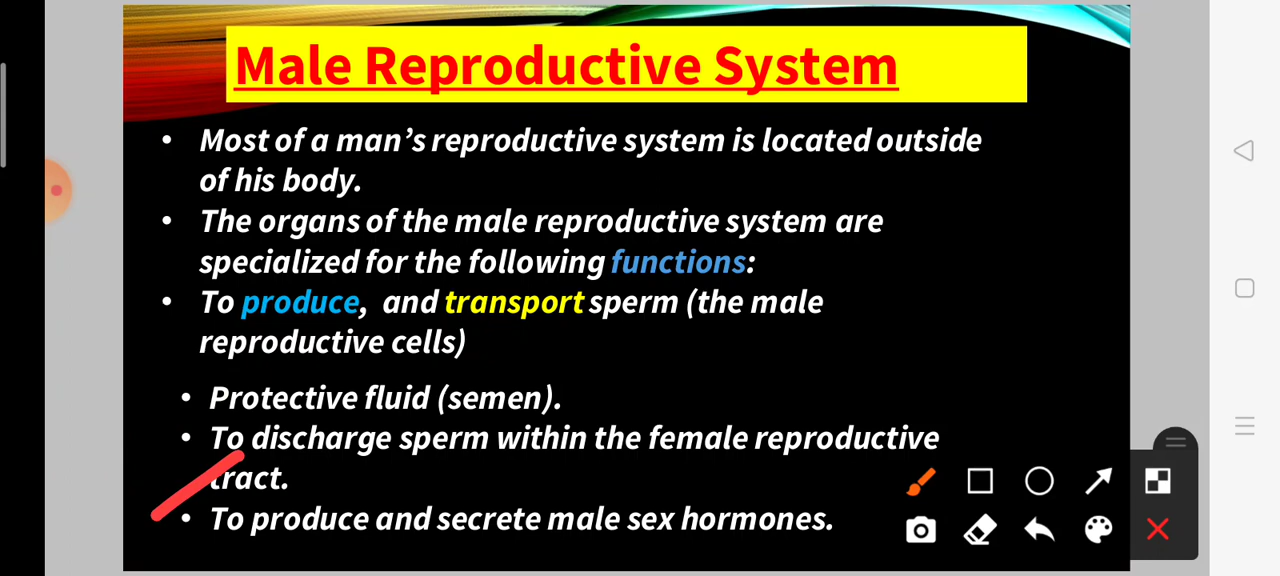 Male Reproductive System
• Most of a man’s reproductive system is located outside
of his body.
• The organs of the male reproductive system are
specialized for the following functions:
• To produce, and transport sperm (the male
reproductive cells)
• Protective fluid (semen).
• To discharge sperm within the female reproductive
tract.
• To produce and secrete male sex hormones.